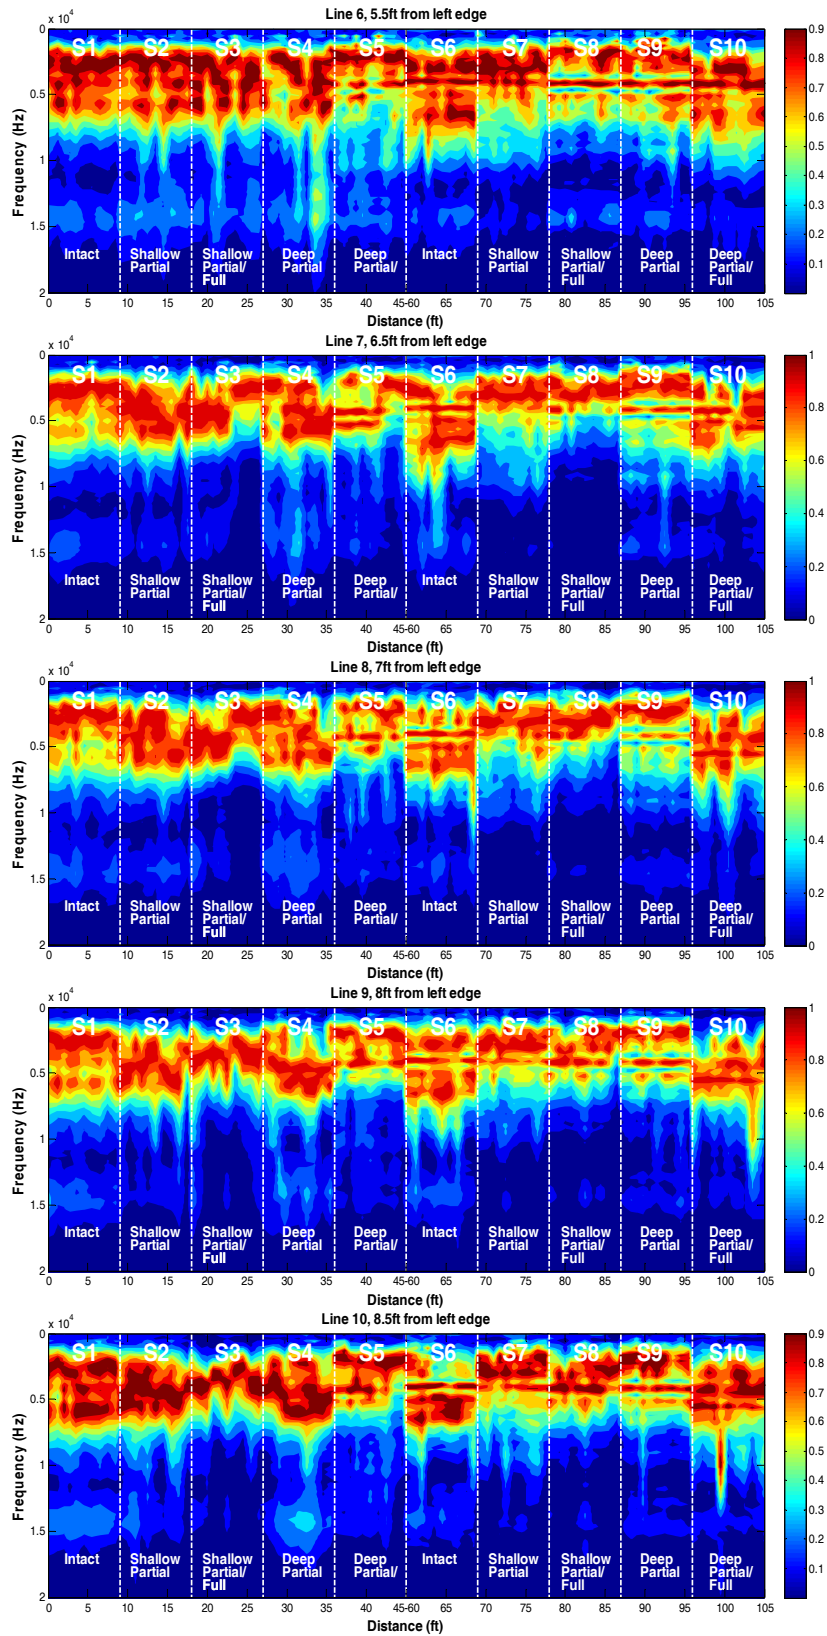 Line 6, 5.5ft from left edge
x 10⁴
Frequency (Hz)
0
0.5
1
1.5
2
S1 S2 S3 S4 S5 S6 S7 S8 S9 S10
Intact
Shallow Partial
Shallow Partial/ Full
Deep Partial
Deep Partial/
Intact
Shallow Partial
Shallow Partial/ Full
Deep Partial
Deep Partial/ Full
0 5 10 15 20 25 30 35 40 45-60 65 70 75 80 85 90 95 100 105
Distance (ft)
0.9
0.8
0.7
0.6
0.5
0.4
0.3
0.2
0.1
Line 7, 6.5ft from left edge
x 10⁴
Frequency (Hz)
0
0.5
1
1.5
2
S1 S2 S3 S4 S5 S6 S7 S8 S9 S10
Intact
Shallow Partial
Shallow Partial/ Full
Deep Partial
Deep Partial/
Intact
Shallow Partial
Shallow Partial/ Full
Deep Partial
Deep Partial/ Full
0 5 10 15 20 25 30 35 40 45-60 65 70 75 80 85 90 95 100 105
Distance (ft)
1
0.8
0.6
0.4
0.2
0
Line 8, 7ft from left edge
x 10⁴
Frequency (Hz)
0
0.5
1
1.5
2
S1 S2 S3 S4 S5 S6 S7 S8 S9 S10
Intact
Shallow Partial
Shallow Partial/ Full
Deep Partial
Deep Partial/
Intact
Shallow Partial
Shallow Partial/ Full
Deep Partial
Deep Partial/ Full
0 5 10 15 20 25 30 35 40 45-60 65 70 75 80 85 90 95 100 105
Distance (ft)
1
0.8
0.6
0.4
0.2
0
Line 9, 8ft from left edge
x 10⁴
Frequency (Hz)
0
0.5
1
1.5
2
S1 S2 S3 S4 S5 S6 S7 S8 S9 S10
Intact
Shallow Partial
Shallow Partial/ Full
Deep Partial
Deep Partial/
Intact
Shallow Partial
Shallow Partial/ Full
Deep Partial
Deep Partial/ Full
0 5 10 15 20 25 30 35 40 45-60 65 70 75 80 85 90 95 100 105
Distance (ft)
1
0.8
0.6
0.4
0.2
0
Line 10, 8.5ft from left edge
x 10⁴
Frequency (Hz)
0
0.5
1
1.5
2
S1 S2 S3 S4 S5 S6 S7 S8 S9 S10
Intact
Shallow Partial
Shallow Partial/ Full
Deep Partial
Deep Partial/
Intact
Shallow Partial
Shallow Partial/ Full
Deep Partial
Deep Partial/ Full
0 5 10 15 20 25 30 35 40 45-60 65 70 75 80 85 90 95 100 105
Distance (ft)
0.9
0.8
0.7
0.6
0.5
0.4
0.3
0.2
0.1